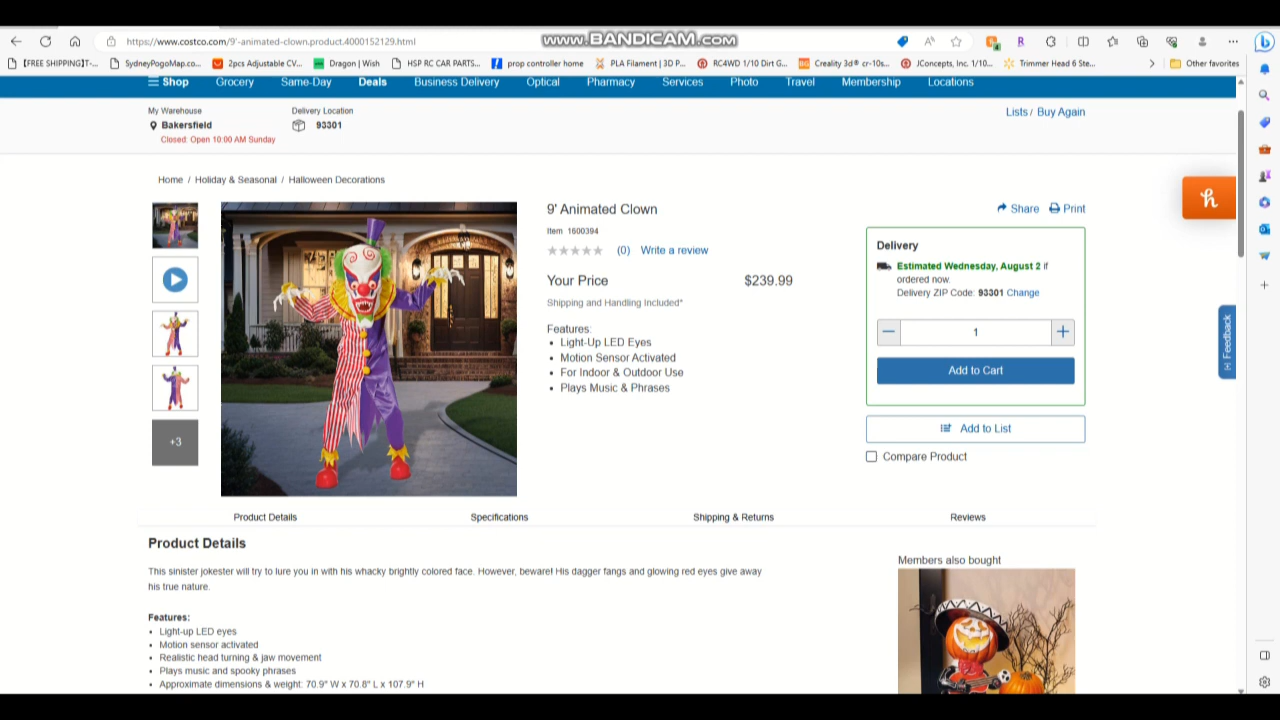 www.BANDICAM.com
https://www.costco.com/9'-animated-clown.product.4000152129.html
[FREE SHIPPING]T-...
SydneyPogoMap.co...
2pcs Adjustable CV...
Dragon | Wish
HSP RC CAR PARTS...
prop controller home
PLA Filament | 3D P...
RC4WD 1/10 Dirt G...
Creality 3d® cr-10s...
JConcepts, Inc. 1/10...
Trimmer Head 6 Ste...
Other favorites
Shop Grocery Same-Day Deals Business Delivery Optical Pharmacy Services Photo Travel Membership Locations
My Warehouse
Bakersfield
Closed. Open 10:00 AM Sunday
Delivery Location
93301
Lists / Buy Again
Home / Holiday & Seasonal / Halloween Decorations
+3
9' Animated Clown
Item 1600394
(0) Write a review
Your Price $239.99
Shipping and Handling Included*
Features:
• Light-Up LED Eyes
• Motion Sensor Activated
• For Indoor & Outdoor Use
• Plays Music & Phrases
Share Print
Delivery
Estimated Wednesday, August 2 if
ordered now.
Delivery ZIP Code: 93301 Change
1
Add to Cart
Add to List
Compare Product
h
Feedback
Product Details Specifications Shipping & Returns Reviews
Product Details
This sinister jokester will try to lure you in with his whacky brightly colored face. However, beware! His dagger fangs and glowing red eyes give away
his true nature.
Features:
• Light-up LED eyes
• Motion sensor activated
• Realistic head turning & jaw movement
• Plays music and spooky phrases
• Approximate dimensions & weight: 70.9" W x 70.8" L x 107.9" H
Members also bought